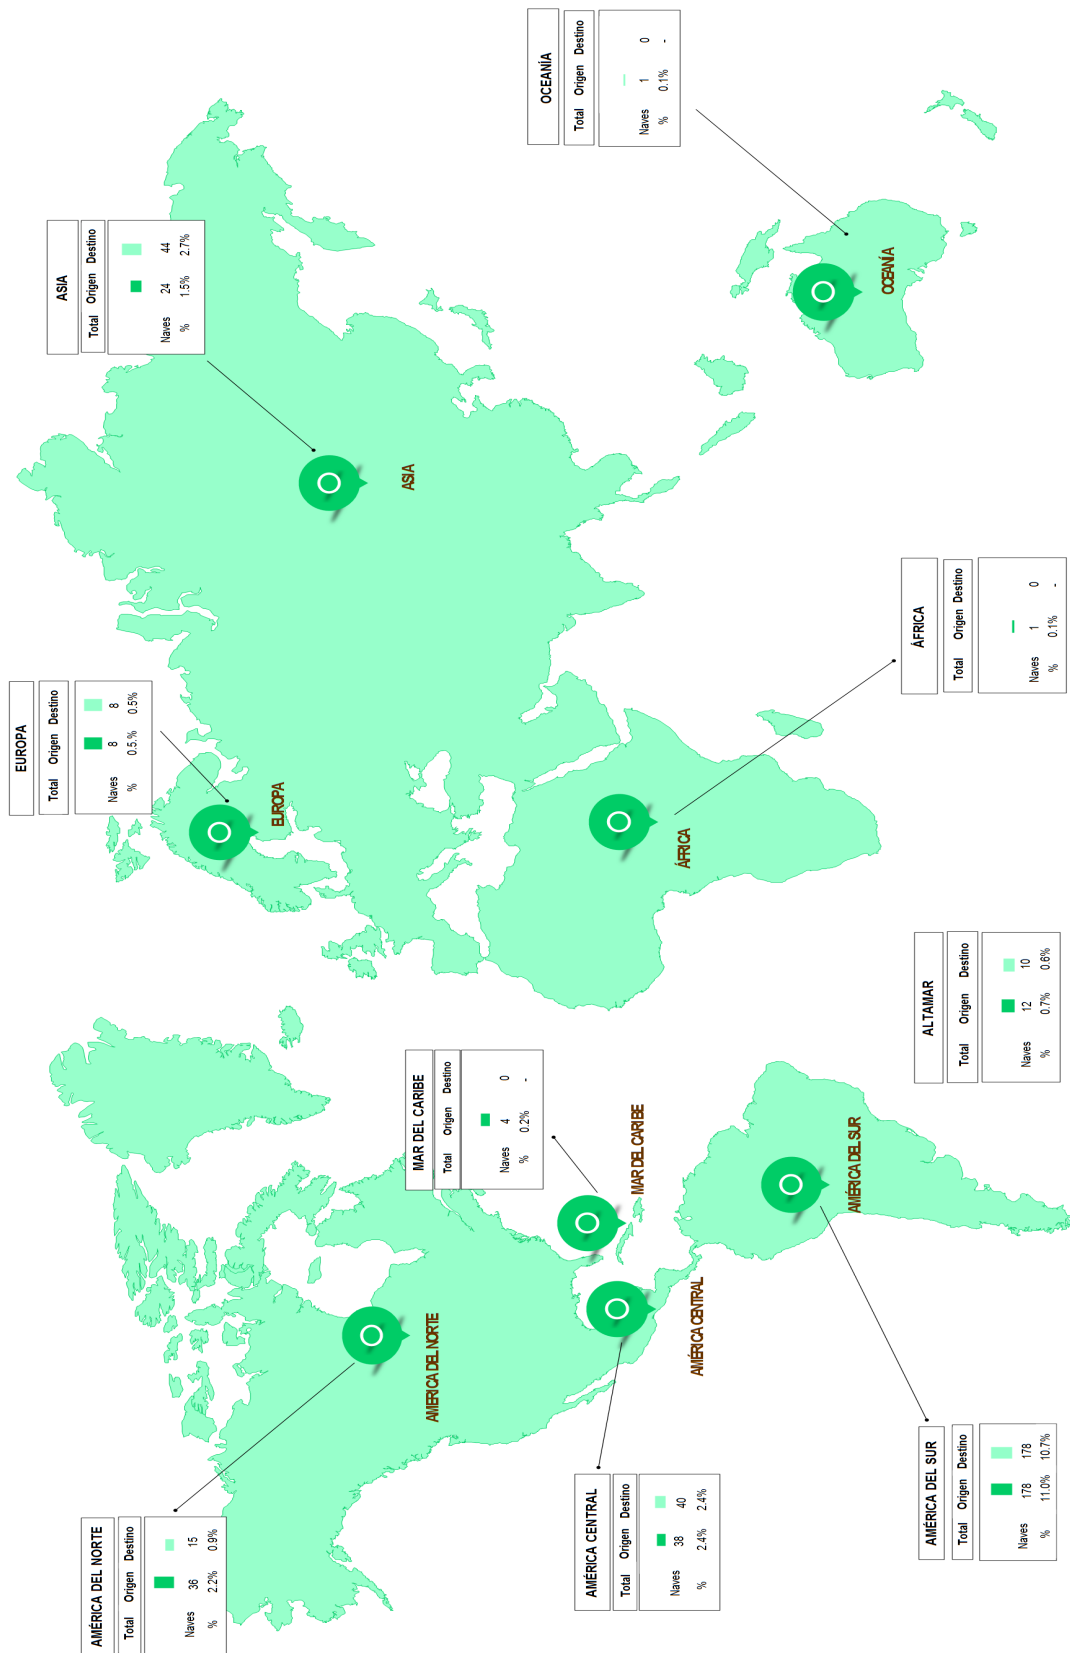 AMÉRICA DEL NORTE
Total Origen Destino
Naves 36 15
% 2.2% 0.9%
EUROPA
Total Origen Destino
Naves 8 8
% 0.5.% 0.5%
ASIA
Total Origen Destino
Naves 24 44
% 1.5% 2.7%
OCEANÍA
Total Origen Destino
Naves 1 0
% 0.1% -
MAR DEL CARIBE
Total Origen Destino
Naves 4 0
% 0.2% -
AMÉRICA CENTRAL
Total Origen Destino
Naves 38 40
% 2.4% 2.4%
ÁFRICA
Total Origen Destino
Naves 1 0
% 0.1% -
ALTAMAR
Total Origen Destino
Naves 12 10
% 0.7% 0.6%
AMÉRICA DEL SUR
Total Origen Destino
Naves 178 178
% 11.0% 10.7%
EUROPA
ASIA
AMERICA DEL NORTE
MAR DEL CARIBE
AMÉRICA CENTRAL
ÁFRICA
AMÉRICA DEL SUR
OCEANÍA